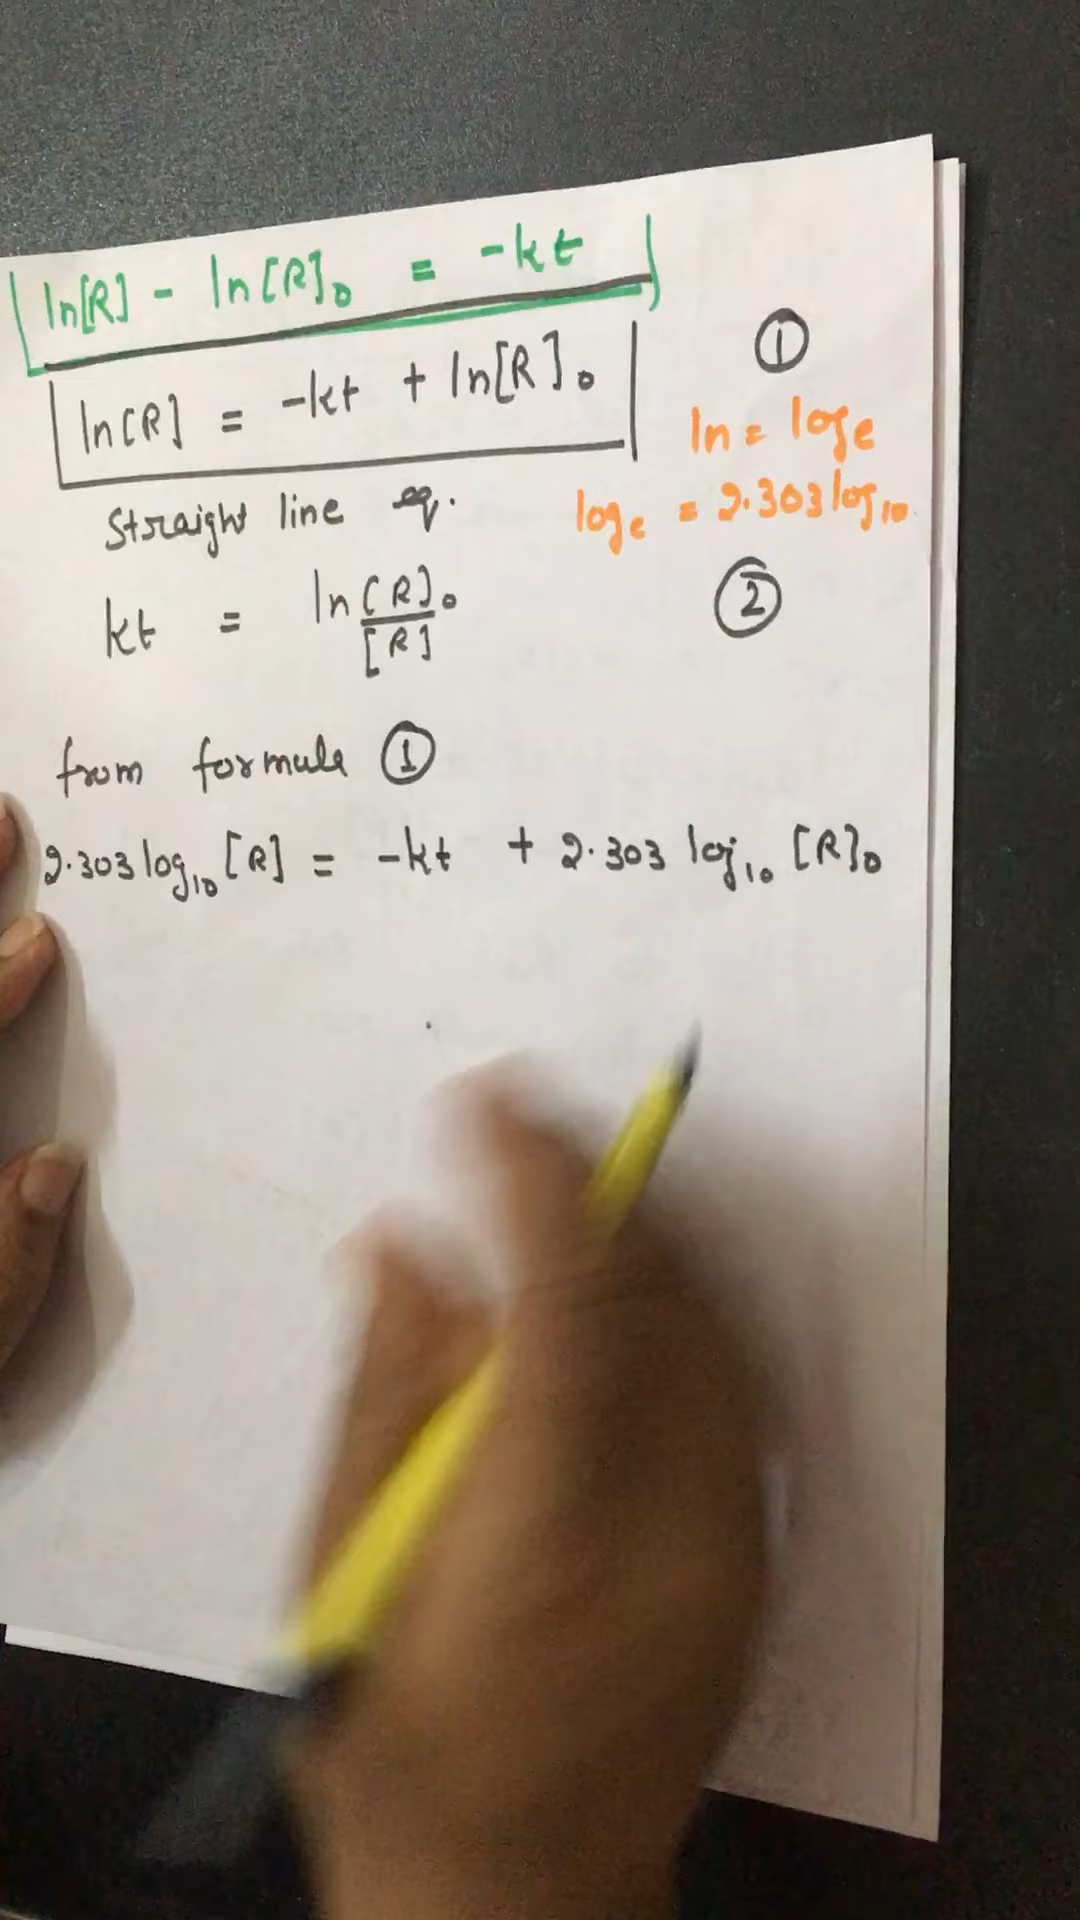 ln[R] - ln[R]₀ = -kt
ln[R] = -kt + ln[R]₀ ①
ln = logₑ
straight line eq. logₑ = 2.303 log₁₀
kt = ln [R]₀/[R] ②
from formula ①
2.303 log₁₀ [R] = -kt + 2.303 log₁₀ [R]₀